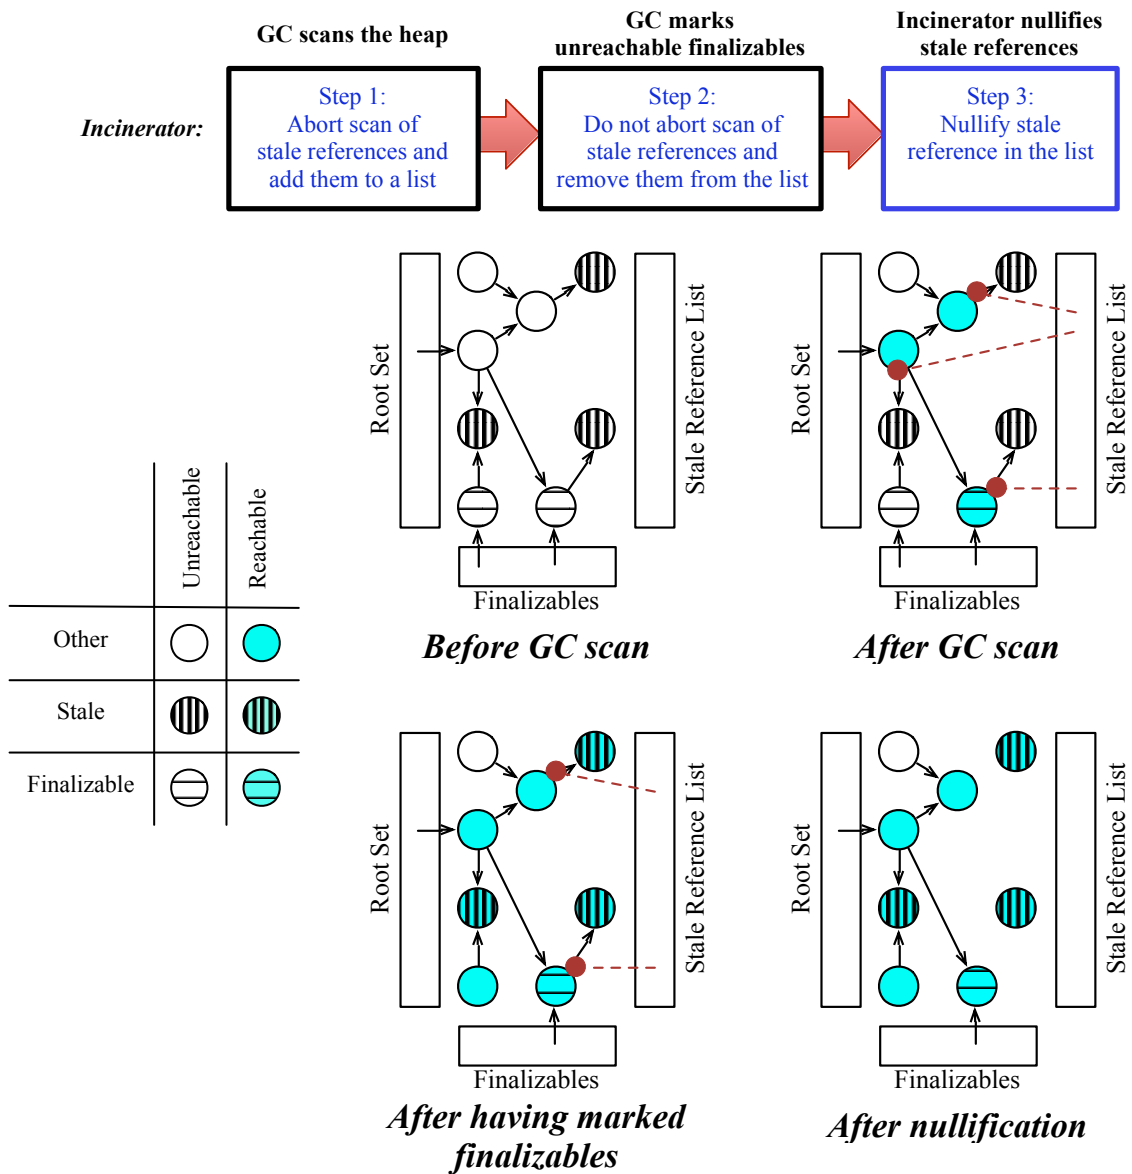 GC scans the heap
GC marks
unreachable finalizables
Incinerator nullifies
stale references
Incinerator:
Step 1:
Abort scan of
stale references and
add them to a list
Step 2:
Do not abort scan of
stale references and
remove them from the list
Step 3:
Nullify stale
reference in the list
Root Set
Stale Reference List
Finalizables
Before GC scan
Root Set
Stale Reference List
Finalizables
After GC scan
Unreachable
Reachable
Other
Stale
Finalizable
Root Set
Stale Reference List
Finalizables
After having marked
finalizables
Root Set
Stale Reference List
Finalizables
After nullification